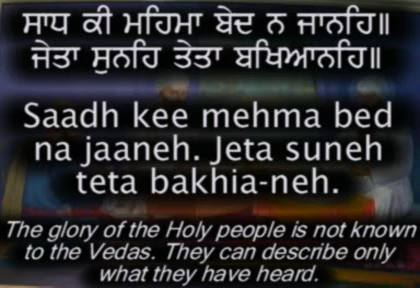 ਸਾਧ ਕੀ ਮਹਿਮਾ ਬੇਦ ਨ ਜਾਨਹਿ॥
ਜੇਤਾ ਸੁਨਹਿ ਤੇਤਾ ਬਖਿਆਨਹਿ॥
Saadh kee mehma bed
na jaaneh. Jeta suneh
teta bakhia-neh.
The glory of the Holy people is not known
to the Vedas. They can describe only
what they have heard.